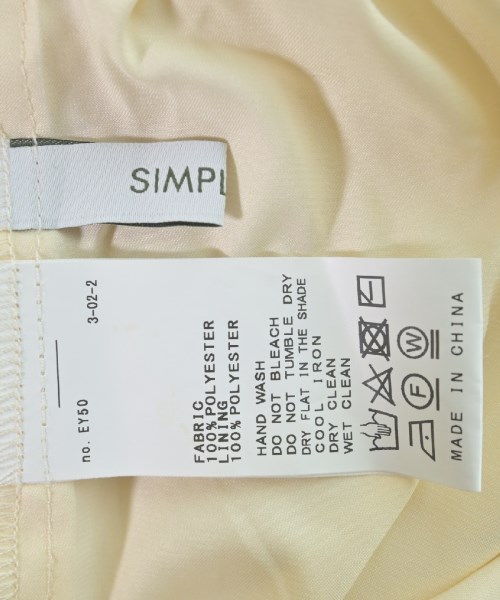 SIMPL
3-02-2
no. EY50
FABRIC
100%POLYESTER
LINING
100%POLYESTER
HAND WASH
DO NOT BLEACH
DO NOT TUMBLE DRY
DRY FLAT IN THE SHADE
COOL IRON
DRY CLEAN
WET CLEAN
F W
MADE IN CHINA